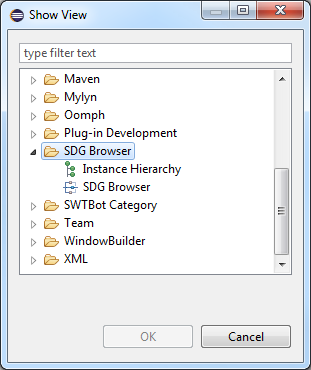 Show View
type filter text
Maven
Mylyn
Oomph
Plug-in Development
SDG Browser
Instance Hierarchy
SDG Browser
SWTBot Category
Team
WindowBuilder
XML
OK
Cancel